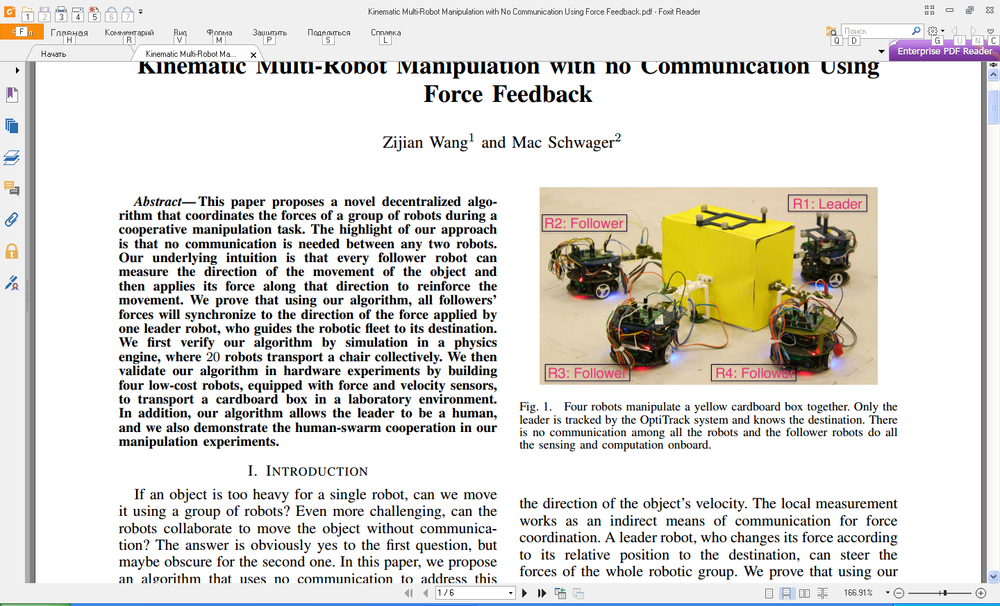 Kinematic Multi-Robot Manipulation with No Communication Using Force Feedback.pdf - Foxit Reader
1 2 3 4 5 6 7
F
Главная Комментарий Вид Форма Защитить Поделиться Справка
Поиск
H R V M P S L Q D G U N C
Начать
Kinematic Multi-Robot Ma...
Enterprise PDF Reader
Kinematic Multi-Robot Manipulation with no Communication Using
Force Feedback
Zijian Wang1 and Mac Schwager2
Abstract—This paper proposes a novel decentralized algo-
rithm that coordinates the forces of a group of robots during a
cooperative manipulation task. The highlight of our approach
is that no communication is needed between any two robots.
Our underlying intuition is that every follower robot can
measure the direction of the movement of the object and
then applies its force along that direction to reinforce the
movement. We prove that using our algorithm, all followers'
forces will synchronize to the direction of the force applied by
one leader robot, who guides the robotic fleet to its destination.
We first verify our algorithm by simulation in a physics
engine, where 20 robots transport a chair collectively. We then
validate our algorithm in hardware experiments by building
four low-cost robots, equipped with force and velocity sensors,
to transport a cardboard box in a laboratory environment.
In addition, our algorithm allows the leader to be a human,
and we also demonstrate the human-swarm cooperation in our
manipulation experiments.
I. INTRODUCTION
If an object is too heavy for a single robot, can we move
it using a group of robots? Even more challenging, can the
robots collaborate to move the object without communica-
tion? The answer is obviously yes to the first question, but
maybe obscure for the second one. In this paper, we propose
an algorithm that uses no communication to address this
R1: Leader
R2: Follower
R3: Follower
R4: Follower
Fig. 1. Four robots manipulate a yellow cardboard box together. Only the
leader is tracked by the OptiTrack system and knows the destination. There
is no communication among all the robots and the follower robots do all
the sensing and computation onboard.
the direction of the object's velocity. The local measurement
works as an indirect means of communication for force
coordination. A leader robot, who changes its force according
to its relative position to the destination, can steer the
forces of the whole robotic group. We prove that using our
1 / 6
166.91%